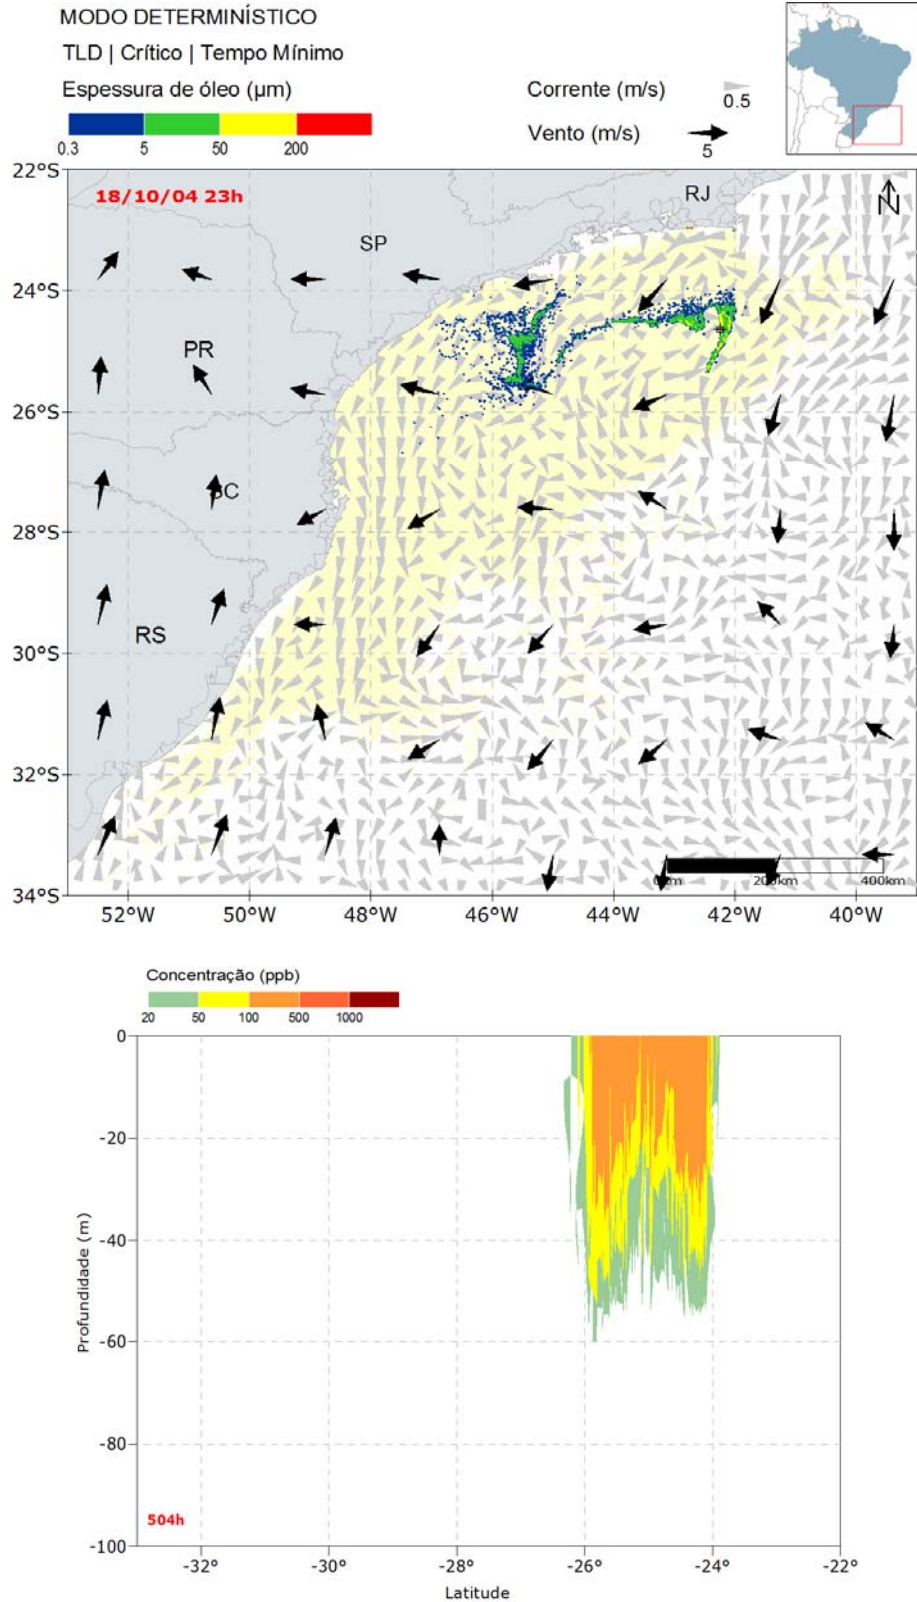 MODO DETERMINÍSTICO
TLD | Crítico | Tempo Mínimo
Espessura de óleo (µm)
0.3 5 50 200
Corrente (m/s)
0.5
Vento (m/s)
5
22°S
24°S
26°S
28°S
30°S
32°S
34°S
18/10/04 23h
RJ
N
SP
PR
SC
RS
200km 400km
52°W 50°W 48°W 46°W 44°W 42°W 40°W
Concentração (ppb)
20 50 100 500 1000
0
-20
-40
-60
-80
-100
Profundidade (m)
504h
-32° -30° -28° -26° -24° -22°
Latitude